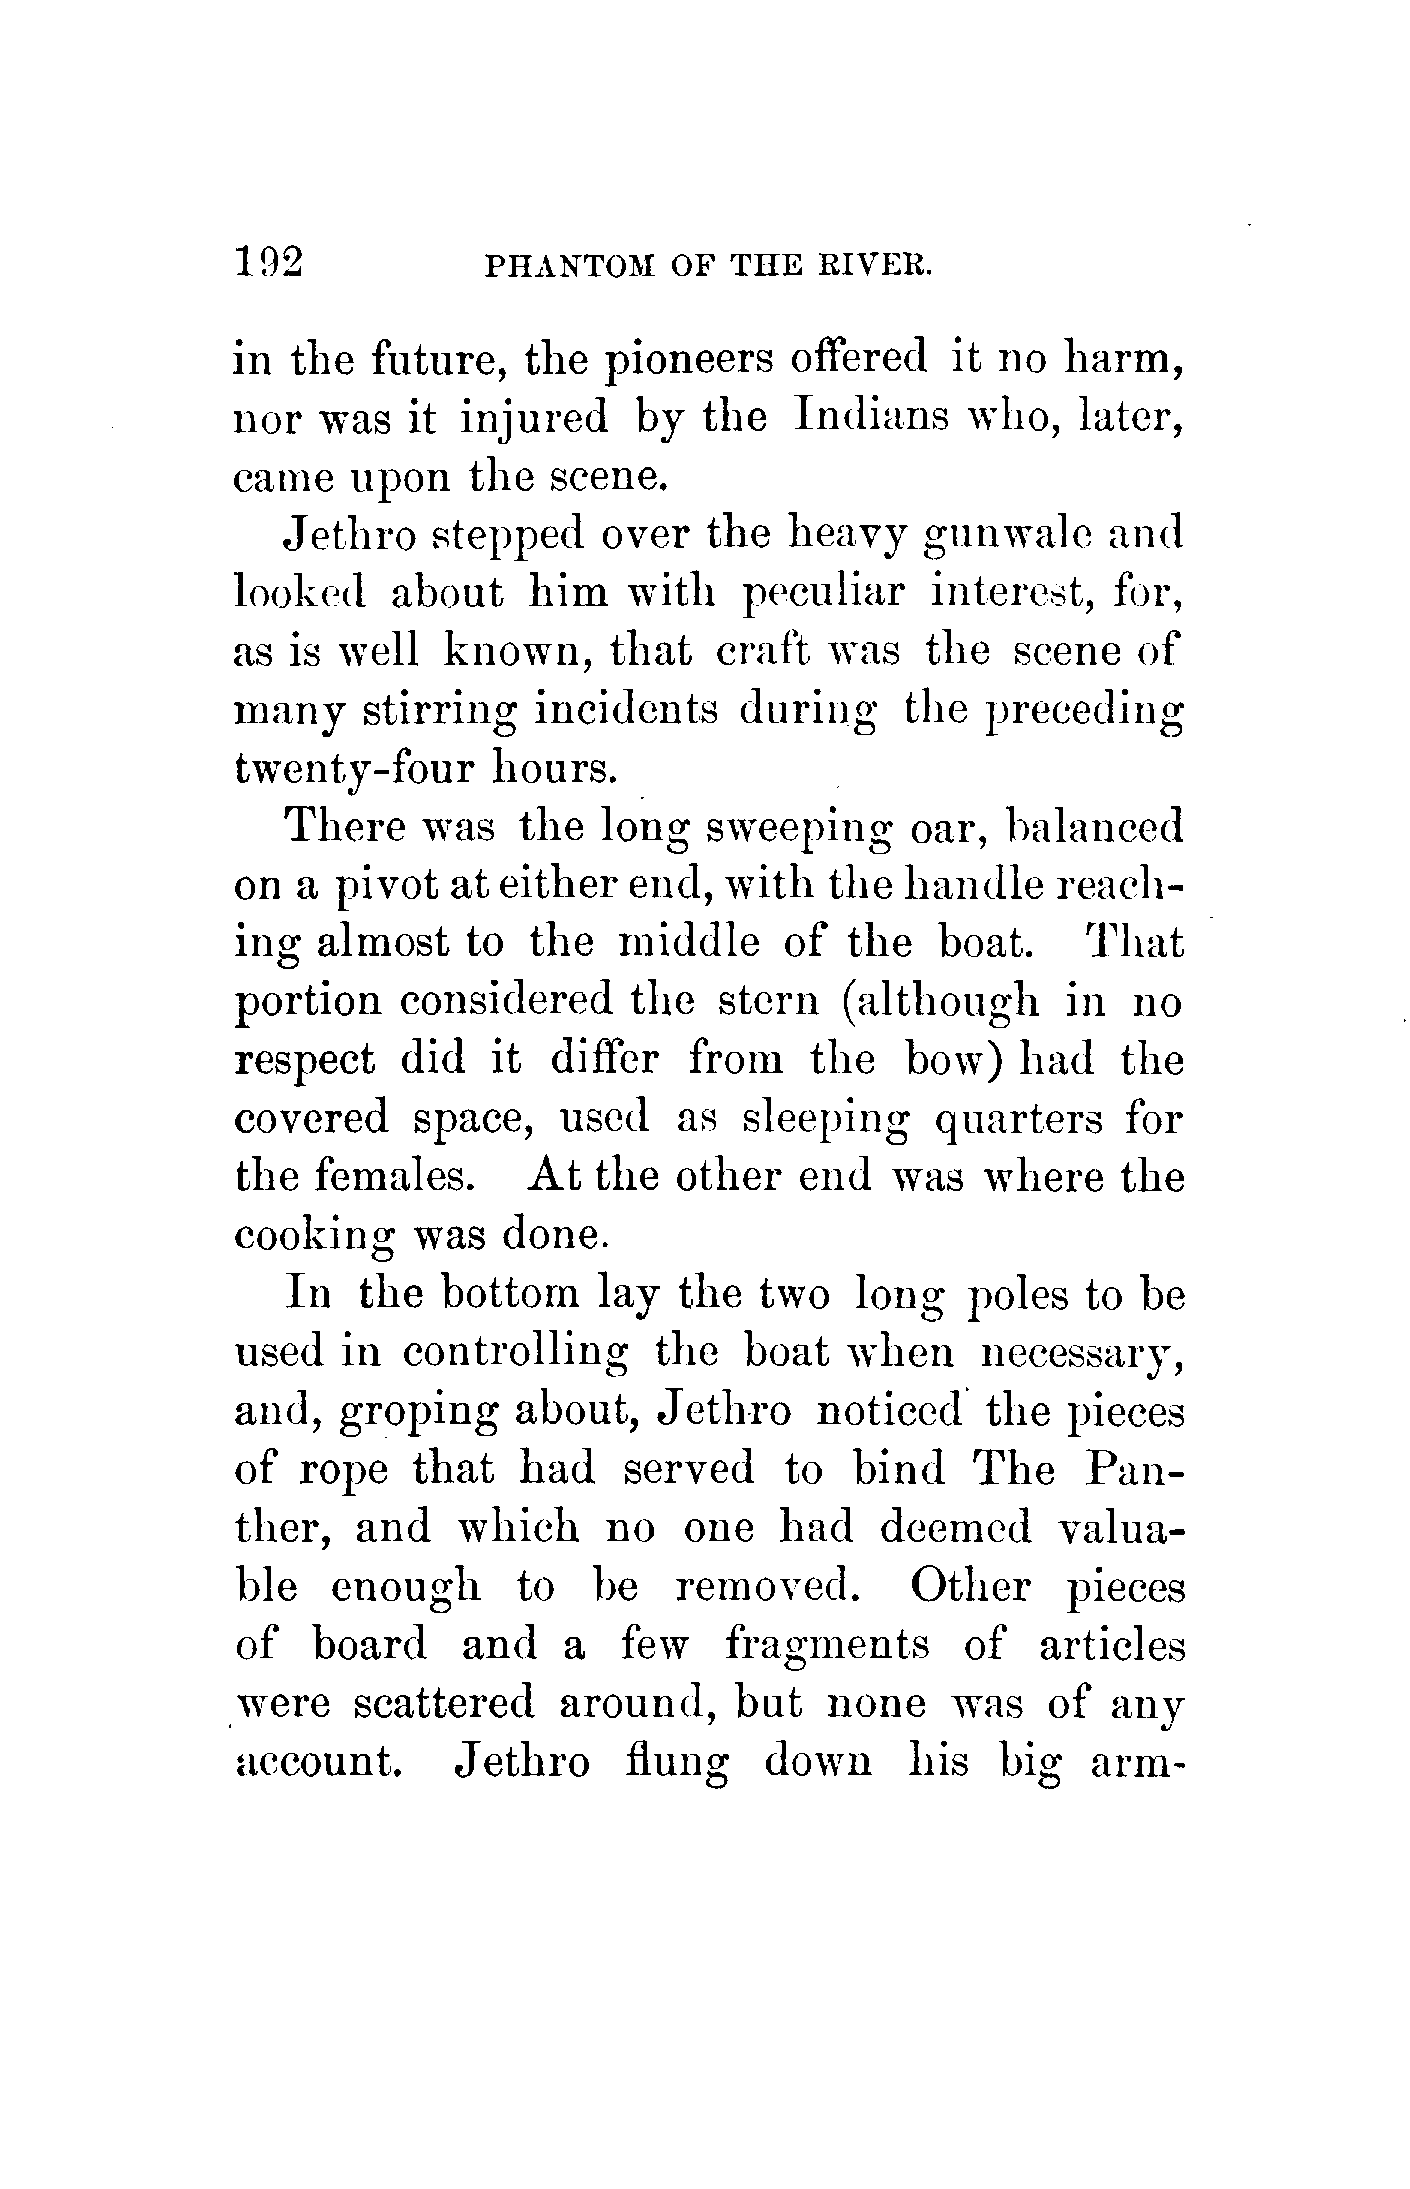 192 PHANTOM OF THE RIVER.
in the future, the pioneers offered it no harm,
nor was it injured by the Indians who, later,
came upon the scene.
Jethro stepped over the heavy gunwale and
looked about him with peculiar interest, for,
as is well known, that craft was the scene of
many stirring incidents during the preceding
twenty-four hours.
There was the long sweeping oar, balanced
on a pivot at either end, with the handle reach-
ing almost to the middle of the boat. That
portion considered the stern (although in no
respect did it differ from the bow) had the
covered space, used as sleeping quarters for
the females. At the other end was where the
cooking was done.
In the bottom lay the two long poles to be
used in controlling the boat when necessary,
and, groping about, Jethro noticed the pieces
of rope that had served to bind The Pan-
ther, and which no one had deemed valua-
ble enough to be removed. Other pieces
of board and a few fragments of articles
were scattered around, but none was of any
account. Jethro flung down his big arm-